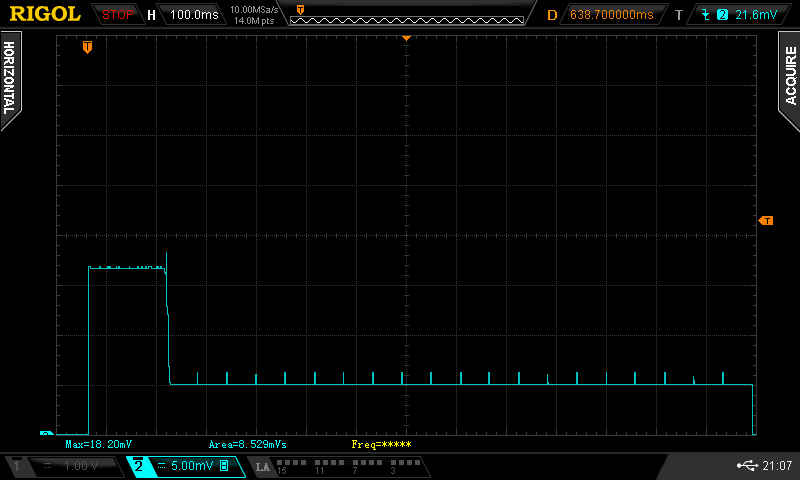 RIGOL STOP H 100.0ms 10.00MSa/s 14.0M pts D 638.700000ms T 2 21.6mV
T
T
HORIZONTAL
ACQUIRE
T
2
Max=18.20mV Area=8.529mVs Freq=*****
1 = 1.00 V 2 = 5.00mV B LA 15 11 7 3 21:07